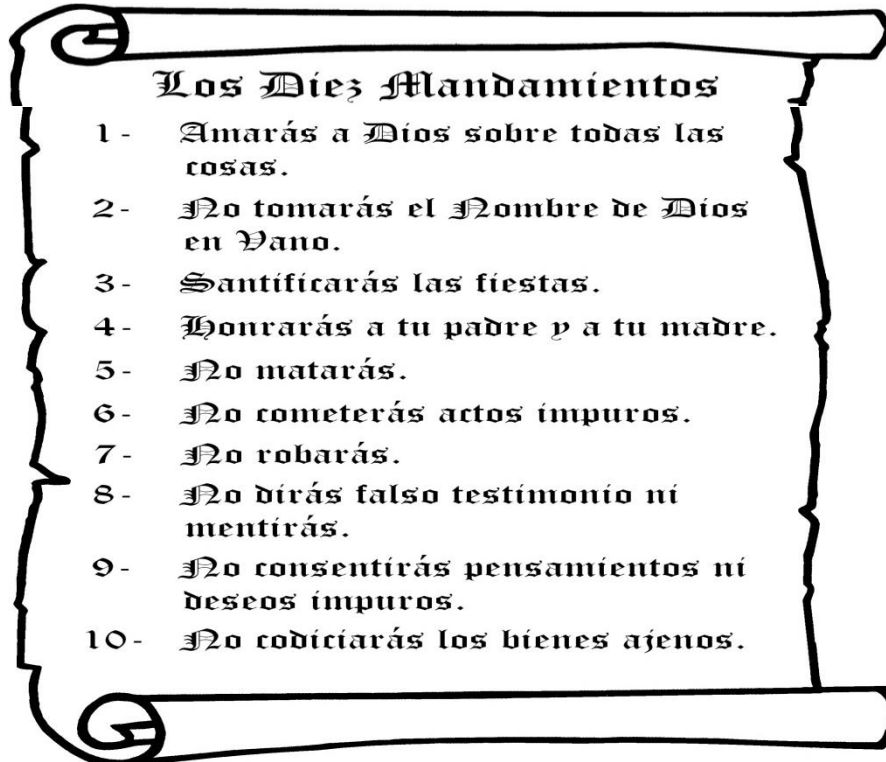 Los Diez Mandamientos
1- Amarás a Dios sobre todas las
cosas.
2- No tomarás el Nombre de Dios
en Vano.
3- Santificarás las fiestas.
4- Honrarás a tu padre y a tu madre.
5- No matarás.
6- No cometerás actos impuros.
7- No robarás.
8- No dirás falso testimonio ni
mentirás.
9- No consentirás pensamientos ni
deseos impuros.
10- No codiciarás los bienes ajenos.